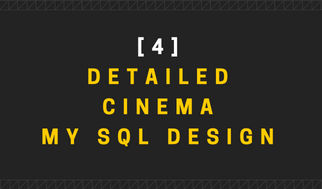 [4]
DETAILED
CINEMA
MY SQL DESIGN